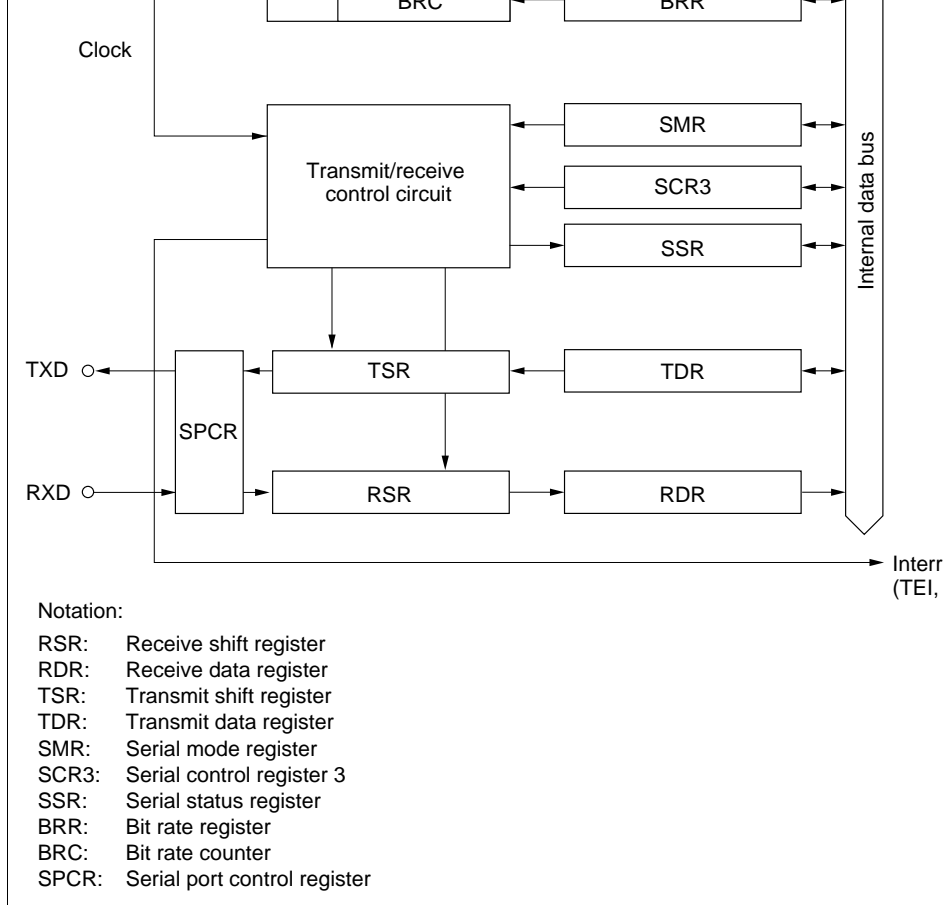 BRC
BRR
Clock
SMR
Transmit/receive
control circuit
SCR3
SSR
Internal data bus
TXD
TSR
TDR
SPCR
RXD
RSR
RDR
(TEI,
Notation:
RSR: Receive shift register
RDR: Receive data register
TSR: Transmit shift register
TDR: Transmit data register
SMR: Serial mode register
SCR3: Serial control register 3
SSR: Serial status register
BRR: Bit rate register
BRC: Bit rate counter
SPCR: Serial port control register